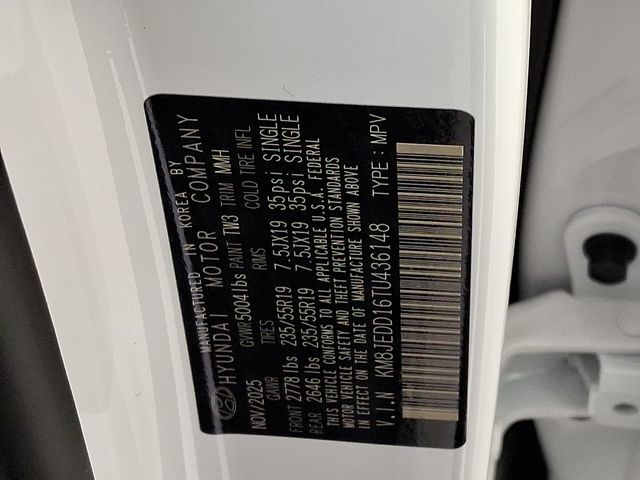 MANUFACTURED IN KOREA BY
HYUNDAI MOTOR COMPANY
NOV/2025 GVWR5004lbs PAINT TW3 TRIM MMH
GAWR TIRES RIMS COLD TIRE INFL
FRONT 2778 lbs 235/55R19 7.5JX19 35psi SINGLE
REAR 2646 lbs 235/55R19 7.5JX19 35psi SINGLE
THIS VEHICLE CONFORMS TO ALL APPLICABLE U.S.A. FEDERAL
MOTOR VEHICLE SAFETY AND THEFT PREVENTION STANDARDS
IN EFFECT ON THE DATE OF MANUFACTURE SHOWN ABOVE
V.I.N KM8JEDD16TU436148 TYPE : MPV